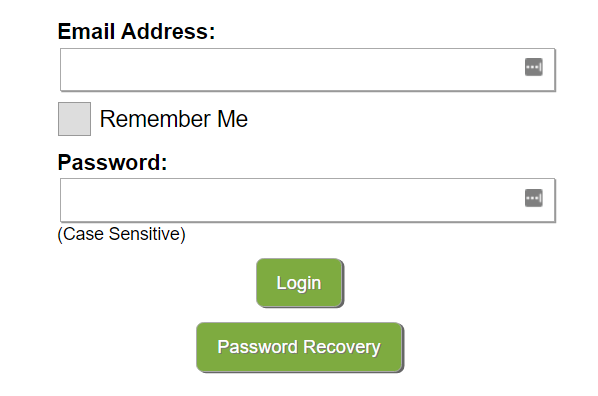 Email Address:
Remember Me
Password:
(Case Sensitive)
Login
Password Recovery